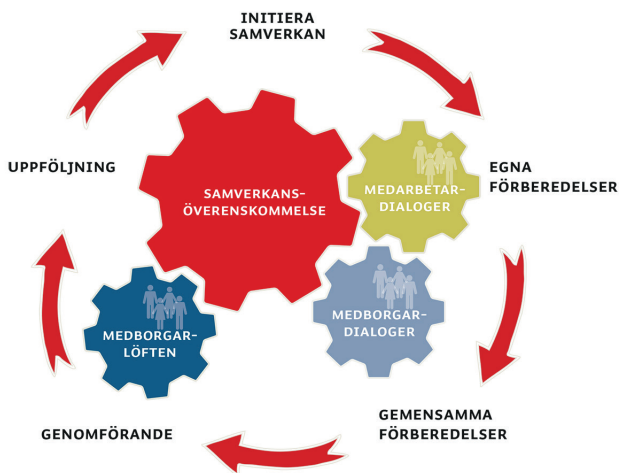 INITIERA
SAMVERKAN
UPPFÖLJNING
SAMVERKANS-
ÖVERENSKOMMELSE
MEDARBETAR-
DIALOGER
EGNA
FÖRBEREDELSER
MEDBORGAR-
LÖFTEN
MEDBORGAR-
DIALOGER
GENOMFÖRANDE
GEMENSAMMA
FÖRBEREDELSER